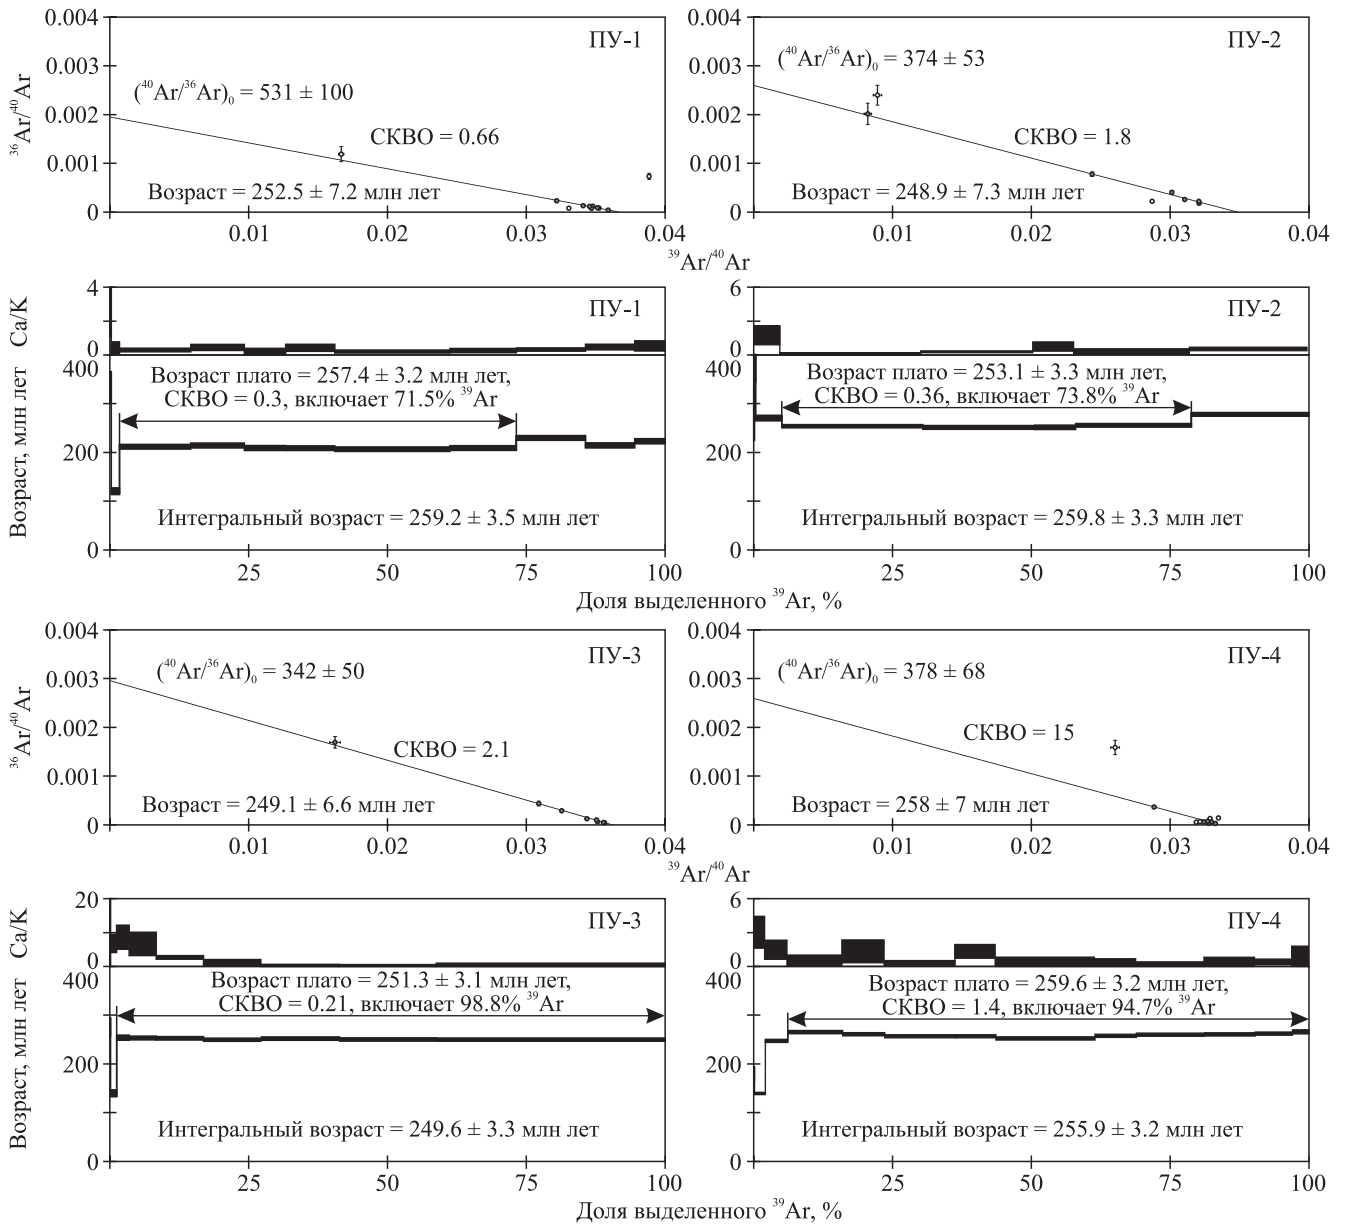 0.004
0.003
0.002
0.001
0
³⁶Ar/⁴⁰Ar
ПУ-1
(⁴⁰Ar/³⁶Ar)₀ = 531 ± 100
СКВО = 0.66
Возраст = 252.5 ± 7.2 млн лет
0.01 0.02 0.03 0.04
0.004
0.003
0.002
0.001
0
ПУ-2
(⁴⁰Ar/³⁶Ar)₀ = 374 ± 53
СКВО = 1.8
Возраст = 248.9 ± 7.3 млн лет
0.01 0.02 0.03 0.04
³⁹Ar/⁴⁰Ar
Ca/K
4
0
ПУ-1
Возраст, млн лет
400
200
0
Возраст плато = 257.4 ± 3.2 млн лет,
СКВО = 0.3, включает 71.5% ³⁹Ar
Интегральный возраст = 259.2 ± 3.5 млн лет
25 50 75 100
6
0
ПУ-2
400
200
0
Возраст плато = 253.1 ± 3.3 млн лет,
СКВО = 0.36, включает 73.8% ³⁹Ar
Интегральный возраст = 259.8 ± 3.3 млн лет
25 50 75 100
Доля выделенного ³⁹Ar, %
0.004
0.003
0.002
0.001
0
³⁶Ar/⁴⁰Ar
ПУ-3
(⁴⁰Ar/³⁶Ar)₀ = 342 ± 50
СКВО = 2.1
Возраст = 249.1 ± 6.6 млн лет
0.01 0.02 0.03 0.04
0.004
0.003
0.002
0.001
0
ПУ-4
(⁴⁰Ar/³⁶Ar)₀ = 378 ± 68
СКВО = 15
Возраст = 258 ± 7 млн лет
0.01 0.02 0.03 0.04
³⁹Ar/⁴⁰Ar
Ca/K
20
0
ПУ-3
Возраст, млн лет
400
200
0
Возраст плато = 251.3 ± 3.1 млн лет,
СКВО = 0.21, включает 98.8% ³⁹Ar
Интегральный возраст = 249.6 ± 3.3 млн лет
25 50 75 100
6
0
ПУ-4
400
200
0
Возраст плато = 259.6 ± 3.2 млн лет,
СКВО = 1.4, включает 94.7% ³⁹Ar
Интегральный возраст = 255.9 ± 3.2 млн лет
25 50 75 100
Доля выделенного ³⁹Ar, %